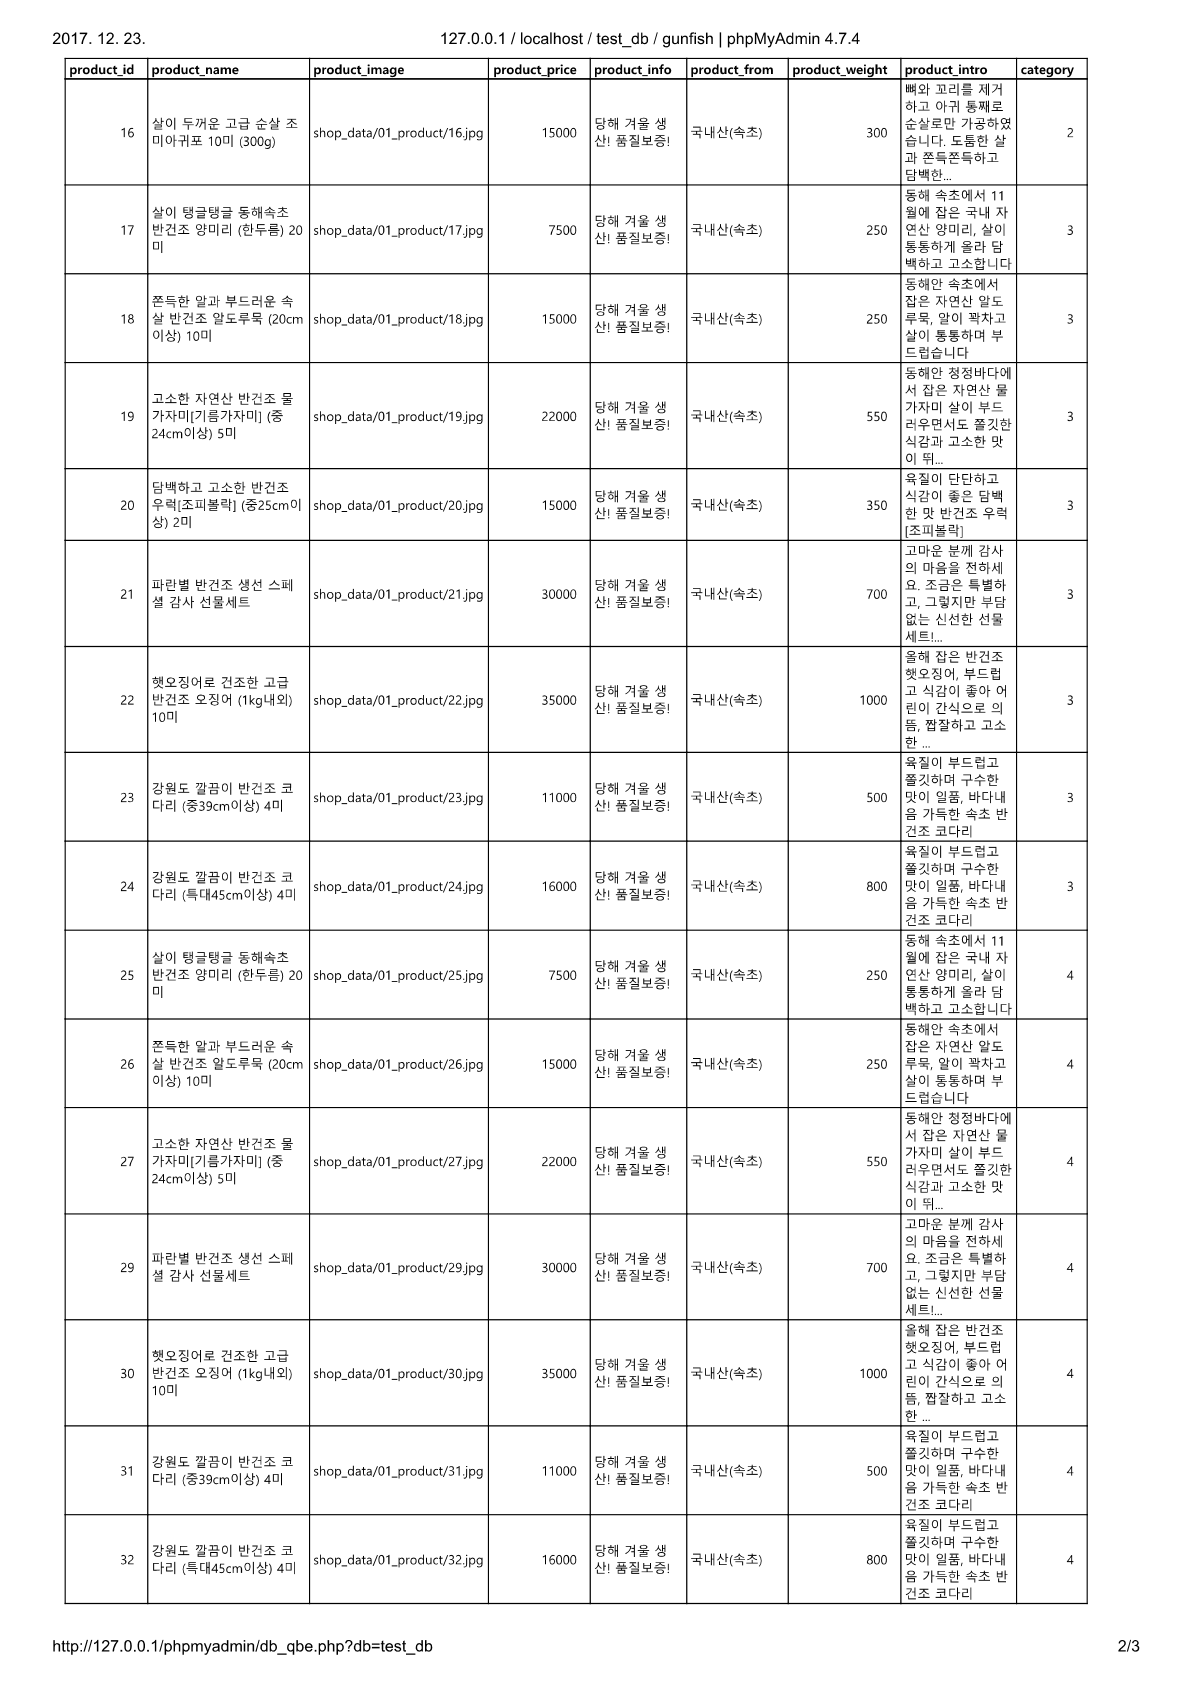 2017. 12. 23.
127.0.0.1 / localhost / test_db / gunfish | phpMyAdmin 4.7.4
product_id product_name product_image product_price product_info product_from product_weight product_intro category
16
살이 두꺼운 고급 순살 조
미아귀포 10미 (300g)
shop_data/01_product/16.jpg
15000
당해 겨울 생
산! 품질보증!
국내산(속초)
300
뼈와 꼬리를 제거
하고 아귀 통째로
순살로만 가공하였
습니다. 도톰한 살
과 쫀득쫀득하고
담백한...
2
17
살이 탱글탱글 동해속초
반건조 양미리 (한두름) 20
미
shop_data/01_product/17.jpg
7500
당해 겨울 생
산! 품질보증!
국내산(속초)
250
동해 속초에서 11
월에 잡은 국내 자
연산 양미리, 살이
통통하게 올라 담
백하고 고소합니다
3
18
쫀득한 알과 부드러운 속
살 반건조 알도루묵 (20cm
이상) 10미
shop_data/01_product/18.jpg
15000
당해 겨울 생
산! 품질보증!
국내산(속초)
250
동해안 속초에서
잡은 자연산 알도
루묵, 알이 꽉차고
살이 통통하며 부
드럽습니다
3
19
고소한 자연산 반건조 물
가자미[기름가자미] (중
24cm이상) 5미
shop_data/01_product/19.jpg
22000
당해 겨울 생
산! 품질보증!
국내산(속초)
550
동해안 청정바다에
서 잡은 자연산 물
가자미 살이 부드
러우면서도 쫄깃한
식감과 고소한 맛
이 뛰...
3
20
담백하고 고소한 반건조
우럭[조피볼락] (중25cm이
상) 2미
shop_data/01_product/20.jpg
15000
당해 겨울 생
산! 품질보증!
국내산(속초)
350
육질이 단단하고
식감이 좋은 담백
한 맛 반건조 우럭
[조피볼락]
3
21
파란별 반건조 생선 스페
셜 감사 선물세트
shop_data/01_product/21.jpg
30000
당해 겨울 생
산! 품질보증!
국내산(속초)
700
고마운 분께 감사
의 마음을 전하세
요. 조금은 특별하
고, 그렇지만 부담
없는 신선한 선물
세트!...
3
22
햇오징어로 건조한 고급
반건조 오징어 (1kg내외)
10미
shop_data/01_product/22.jpg
35000
당해 겨울 생
산! 품질보증!
국내산(속초)
1000
올해 잡은 반건조
햇오징어, 부드럽
고 식감이 좋아 어
린이 간식으로 의
뜸, 짭잘하고 고소
한 ...
3
23
강원도 깔끔이 반건조 코
다리 (중39cm이상) 4미
shop_data/01_product/23.jpg
11000
당해 겨울 생
산! 품질보증!
국내산(속초)
500
육질이 부드럽고
쫄깃하며 구수한
맛이 일품, 바다내
음 가득한 속초 반
건조 코다리
3
24
강원도 깔끔이 반건조 코
다리 (특대45cm이상) 4미
shop_data/01_product/24.jpg
16000
당해 겨울 생
산! 품질보증!
국내산(속초)
800
육질이 부드럽고
쫄깃하며 구수한
맛이 일품, 바다내
음 가득한 속초 반
건조 코다리
3
25
살이 탱글탱글 동해속초
반건조 양미리 (한두름) 20
미
shop_data/01_product/25.jpg
7500
당해 겨울 생
산! 품질보증!
국내산(속초)
250
동해 속초에서 11
월에 잡은 국내 자
연산 양미리, 살이
통통하게 올라 담
백하고 고소합니다
4
26
쫀득한 알과 부드러운 속
살 반건조 알도루묵 (20cm
이상) 10미
shop_data/01_product/26.jpg
15000
당해 겨울 생
산! 품질보증!
국내산(속초)
250
동해안 속초에서
잡은 자연산 알도
루묵, 알이 꽉차고
살이 통통하며 부
드럽습니다
4
27
고소한 자연산 반건조 물
가자미[기름가자미] (중
24cm이상) 5미
shop_data/01_product/27.jpg
22000
당해 겨울 생
산! 품질보증!
국내산(속초)
550
동해안 청정바다에
서 잡은 자연산 물
가자미 살이 부드
러우면서도 쫄깃한
식감과 고소한 맛
이 뛰...
4
29
파란별 반건조 생선 스페
셜 감사 선물세트
shop_data/01_product/29.jpg
30000
당해 겨울 생
산! 품질보증!
국내산(속초)
700
고마운 분께 감사
의 마음을 전하세
요. 조금은 특별하
고, 그렇지만 부담
없는 신선한 선물
세트!...
4
30
햇오징어로 건조한 고급
반건조 오징어 (1kg내외)
10미
shop_data/01_product/30.jpg
35000
당해 겨울 생
산! 품질보증!
국내산(속초)
1000
올해 잡은 반건조
햇오징어, 부드럽
고 식감이 좋아 어
린이 간식으로 의
뜸, 짭잘하고 고소
한 ...
4
31
강원도 깔끔이 반건조 코
다리 (중39cm이상) 4미
shop_data/01_product/31.jpg
11000
당해 겨울 생
산! 품질보증!
국내산(속초)
500
육질이 부드럽고
쫄깃하며 구수한
맛이 일품, 바다내
음 가득한 속초 반
건조 코다리
4
32
강원도 깔끔이 반건조 코
다리 (특대45cm이상) 4미
shop_data/01_product/32.jpg
16000
당해 겨울 생
산! 품질보증!
국내산(속초)
800
육질이 부드럽고
쫄깃하며 구수한
맛이 일품, 바다내
음 가득한 속초 반
건조 코다리
4
http://127.0.0.1/phpmyadmin/db_qbe.php?db=test_db
2/3